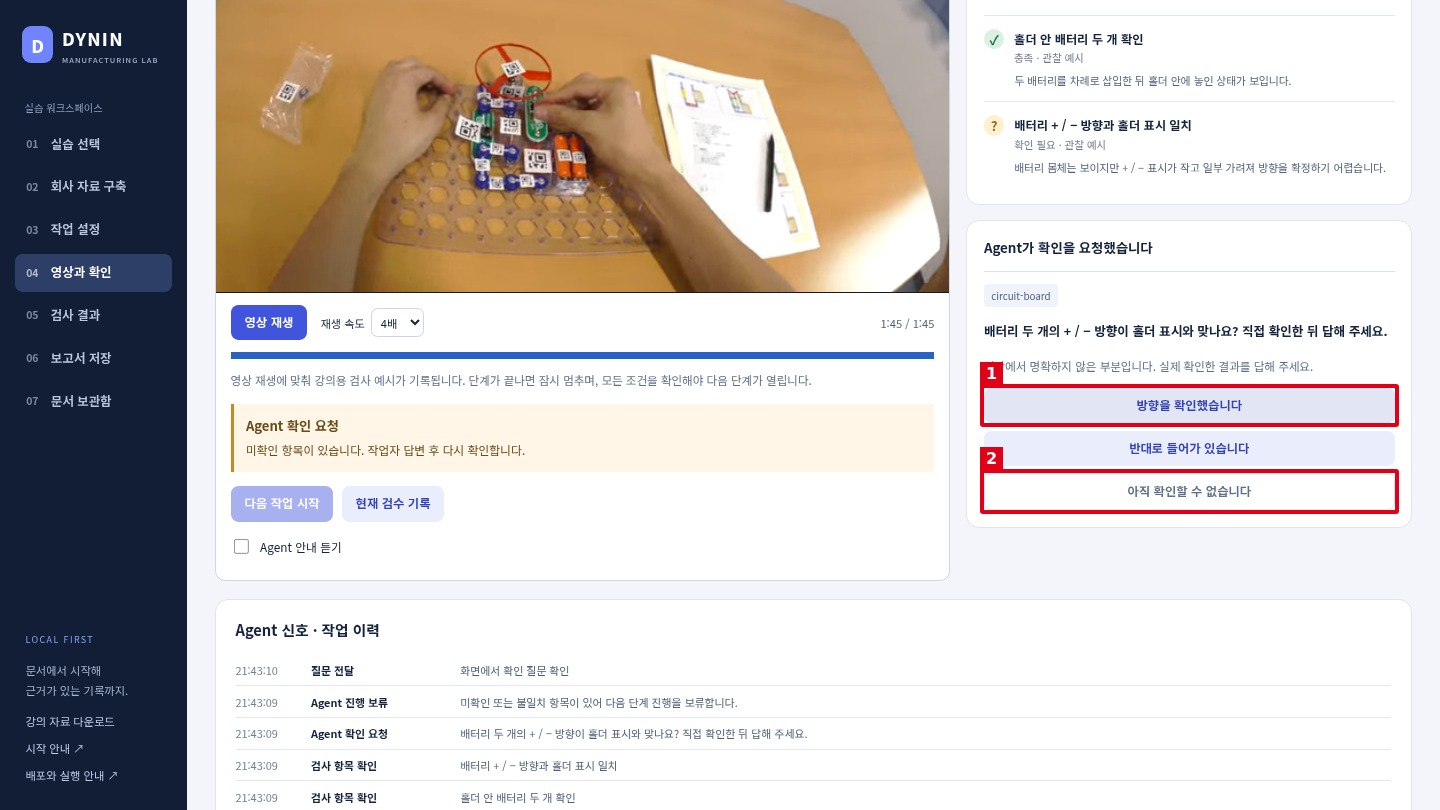 D
DYNIN
MANUFACTURING LAB
실습 워크스페이스
01 실습 선택
02 회사 자료 구축
03 작업 설정
04 영상과 확인
05 검사 결과
06 보고서 저장
07 문서 보관함
LOCAL FIRST
문서에서 시작해
근거가 있는 기록까지.
강의 자료 다운로드
시작 안내 ↗
배포와 실행 안내 ↗
영상 재생
재생 속도
4배
1:45 / 1:45
영상 재생에 맞춰 강의용 검사 예시가 기록됩니다. 단계가 끝나면 잠시 멈추며, 모든 조건을 확인해야 다음 단계가 열립니다.
Agent 확인 요청
미확인 항목이 있습니다. 작업자 답변 후 다시 확인합니다.
다음 작업 시작
현재 검수 기록
Agent 안내 듣기
✓ 홀더 안 배터리 두 개 확인
충족 · 관찰 예시
두 배터리를 차례로 삽입한 뒤 홀더 안에 놓인 상태가 보입니다.
? 배터리 + / − 방향과 홀더 표시 일치
확인 필요 · 관찰 예시
배터리 몸체는 보이지만 + / − 표시가 작고 일부 가려져 방향을 확정하기 어렵습니다.
Agent가 확인을 요청했습니다
circuit-board
배터리 두 개의 + / − 방향이 홀더 표시와 맞나요? 직접 확인한 뒤 답해 주세요.
명확하지 않은 부분입니다. 실제 확인한 결과를 답해 주세요.
1
방향을 확인했습니다
반대로 들어가 있습니다
2
아직 확인할 수 없습니다
Agent 신호 · 작업 이력
21:43:10 질문 전달 화면에서 확인 질문 확인
21:43:09 Agent 진행 보류 미확인 또는 불일치 항목이 있어 다음 단계 진행을 보류합니다.
21:43:09 Agent 확인 요청 배터리 두 개의 + / − 방향이 홀더 표시와 맞나요? 직접 확인한 뒤 답해 주세요.
21:43:09 검사 항목 확인 배터리 + / − 방향과 홀더 표시 일치
21:43:09 검사 항목 확인 홀더 안 배터리 두 개 확인